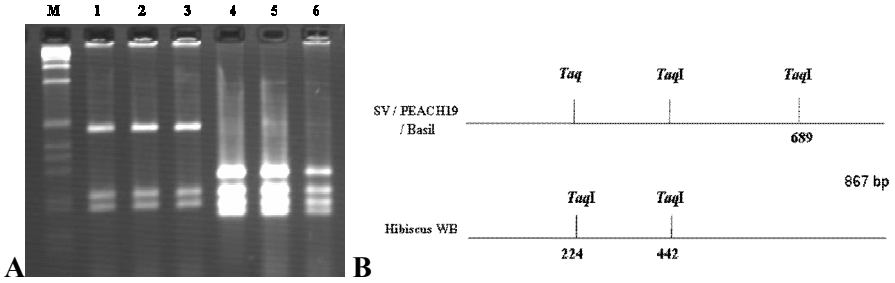 M 1 2 3 4 5 6
A
B
Taq TaqI TaqI
SV / PEACH19
/ Basil
689
867 bp
TaqI TaqI
Hibiscus WB
224 442